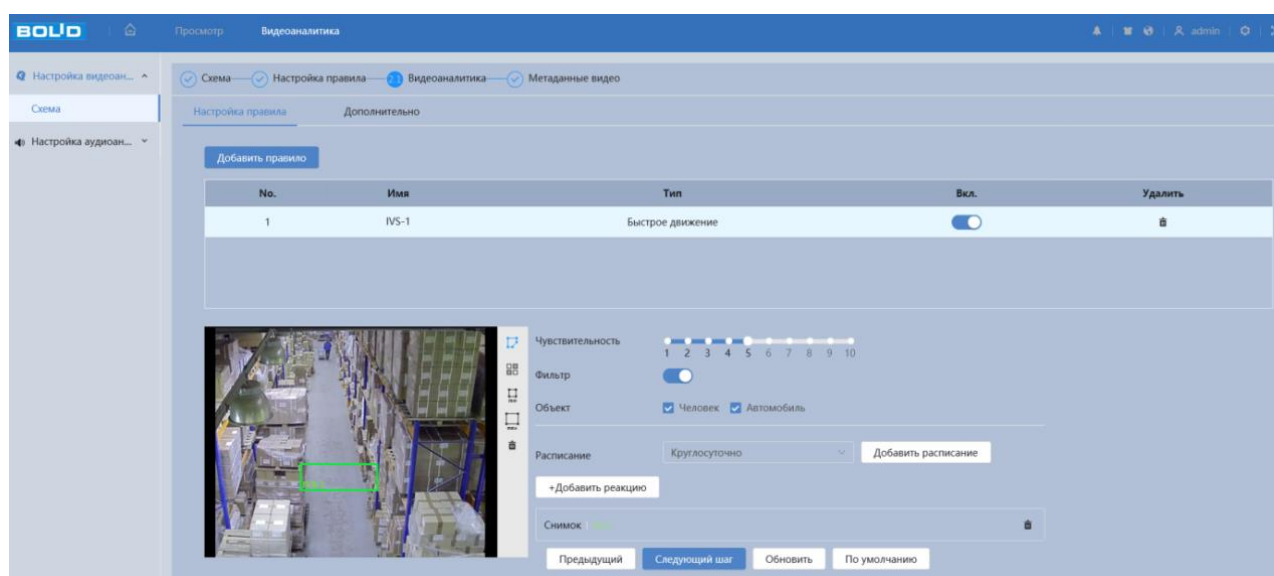 BOLID Просмотр Видеоаналитика admin
Настройка видеоан...
Схема Настройка правила 2.1 Видеоаналитика Метаданные видео
Схема
Настройка правила Дополнительно
Настройка аудиоан...
Добавить правило
No. Имя Тип Вкл. Удалить
1 IVS-1 Быстрое движение
Чувствительность
1 2 3 4 5 6 7 8 9 10
Фильтр
Объект Человек Автомобиль
Расписание Круглосуточно Добавить расписание
+Добавить реакцию
Снимок
Предыдущий Следующий шаг Обновить По умолчанию